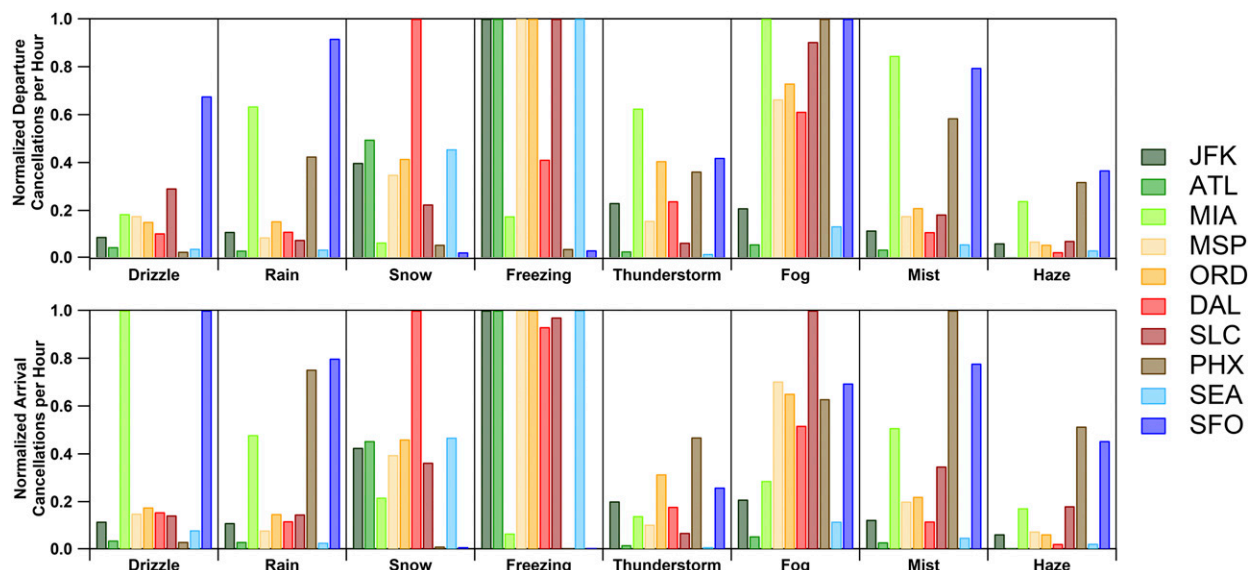 Normalized Departure
Cancellations per Hour
1.0
0.8
0.6
0.4
0.2
0.0
Drizzle Rain Snow Freezing Thunderstorm Fog Mist Haze
Normalized Arrival
Cancellations per Hour
1.0
0.8
0.6
0.4
0.2
0.0
Drizzle Rain Snow Freezing Thunderstorm Fog Mist Haze
JFK
ATL
MIA
MSP
ORD
DAL
SLC
PHX
SEA
SFO